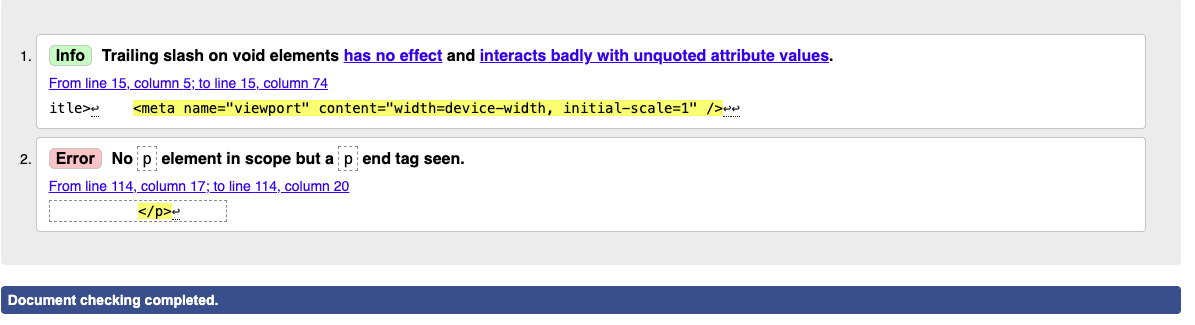 1. Info Trailing slash on void elements has no effect and interacts badly with unquoted attribute values.
From line 15, column 5; to line 15, column 74
itle>↩    <meta name="viewport" content="width=device-width, initial-scale=1" />↩↩
2. Error No p element in scope but a p end tag seen.
From line 114, column 17; to line 114, column 20
</p>↩
Document checking completed.